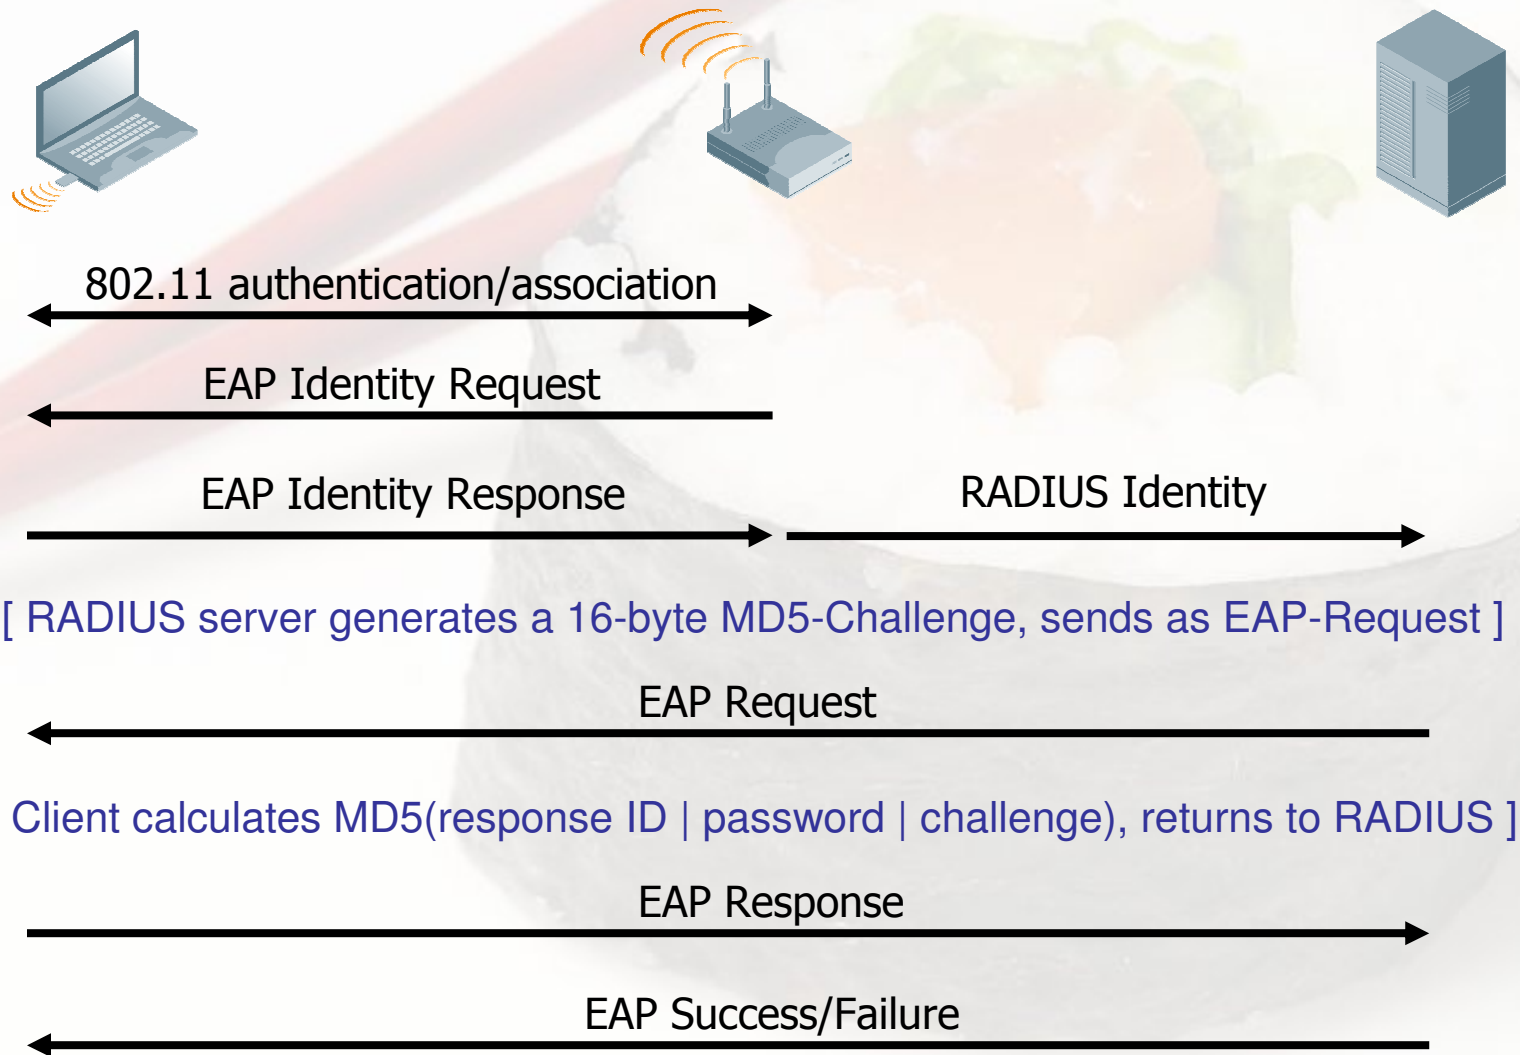 802.11 authentication/association
EAP Identity Request
EAP Identity Response
RADIUS Identity
[ RADIUS server generates a 16-byte MD5-Challenge, sends as EAP-Request ]
EAP Request
Client calculates MD5(response ID | password | challenge), returns to RADIUS ]
EAP Response
EAP Success/Failure